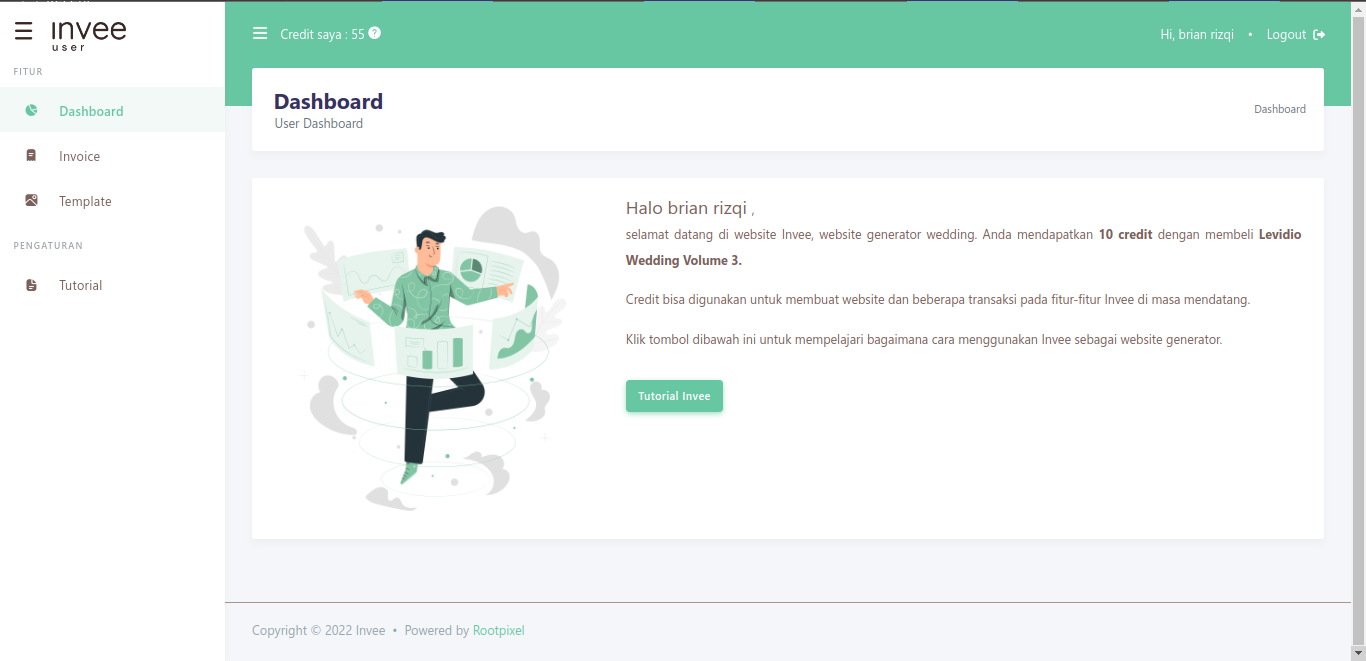 invee
user
FITUR
Dashboard
Invoice
Template
PENGATURAN
Tutorial
Credit saya : 55 ?
Hi, brian rizqi • Logout
Dashboard
User Dashboard
Dashboard
Halo brian rizqi ,
selamat datang di website Invee, website generator wedding. Anda mendapatkan 10 credit dengan membeli Levidio
Wedding Volume 3.
Credit bisa digunakan untuk membuat website dan beberapa transaksi pada fitur-fitur Invee di masa mendatang.
Klik tombol dibawah ini untuk mempelajari bagaimana cara menggunakan Invee sebagai website generator.
Tutorial Invee
Copyright © 2022 Invee • Powered by Rootpixel